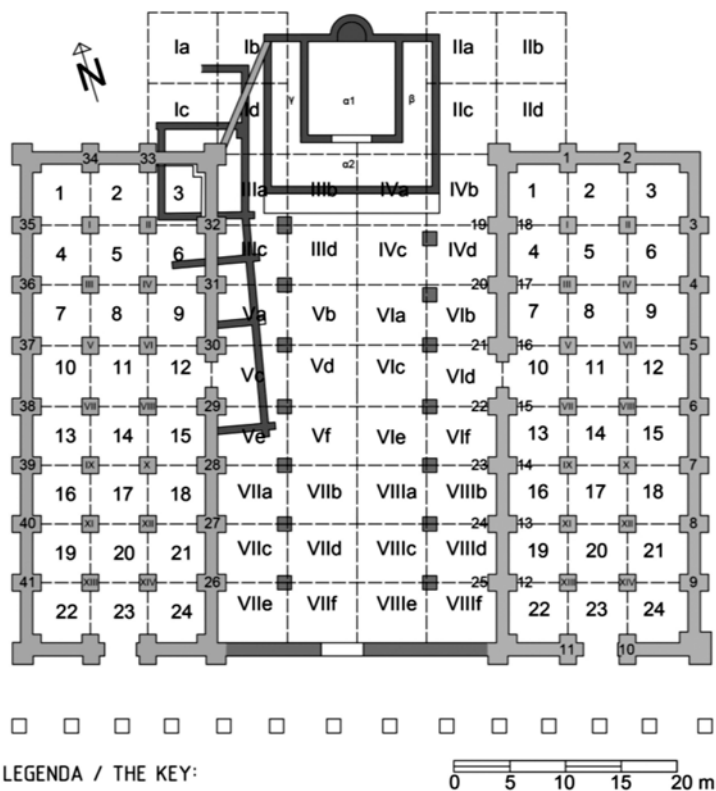 Ia Ib IIa IIb
N
γ α1 β
Ic Id IIc IId
34 33 α2 1 2
1 2 3 IIIa IIIb IVa IVb 1 2 3
35 I II 32 19 18 I II 3
4 5 6 IIIc IIId IVc IVd 4 5 6
36 III IV 31 20 17 III IV 4
7 8 9 Va Vb VIa VIb 7 8 9
37 V VI 30 21 16 V VI 5
10 11 12 Vc Vd VIc VId 10 11 12
38 VII VIII 29 22 15 VII VIII 6
13 14 15 Ve Vf VIe VIf 13 14 15
39 IX X 28 23 14 IX X 7
16 17 18 VIIa VIIb VIIIa VIIIb 16 17 18
40 XI XII 27 24 13 XI XII 8
19 20 21 VIIc VIId VIIIc VIIId 19 20 21
41 XIII XIV 26 25 12 XIII XIV 9
22 23 24 VIIe VIIf VIIIe VIIIf 22 23 24
11 10
LEGENDA / THE KEY:
0 5 10 15 20 m